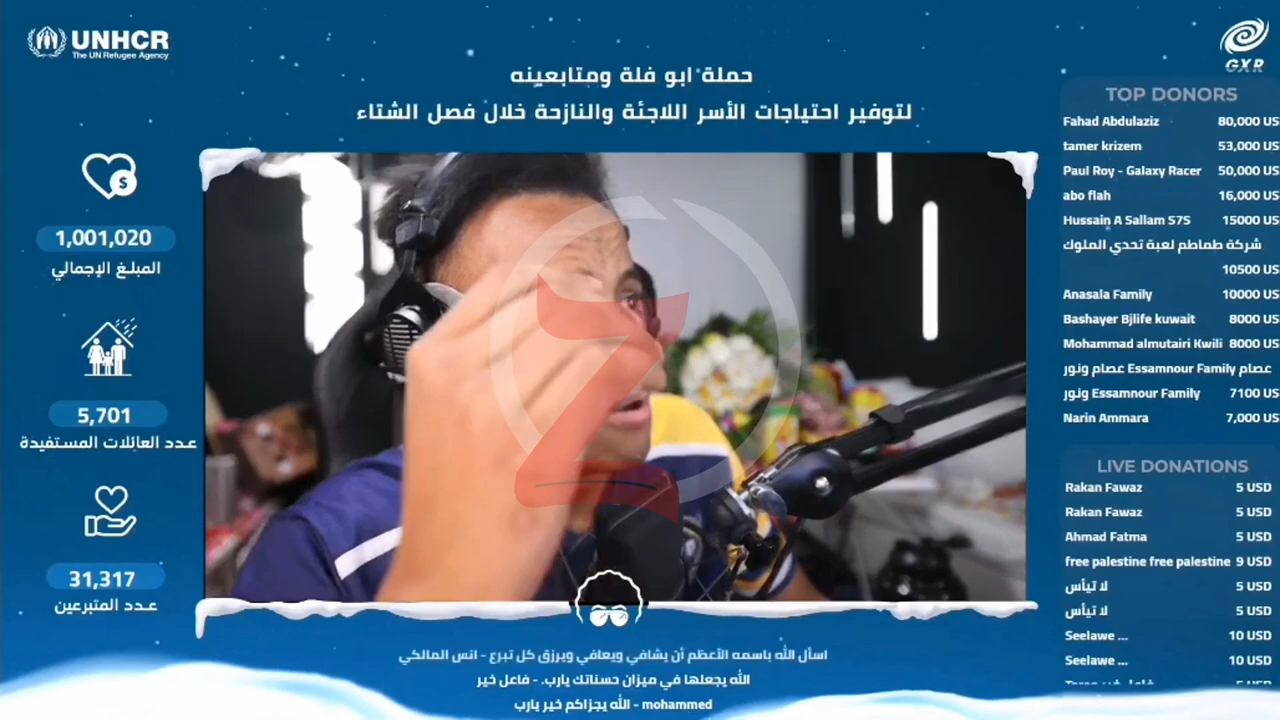 UNHCR
The UN Refugee Agency
GXR
حملة ابو فلة ومتابعينه
لتوفير احتياجات الأسر اللاجئة والنازحة خلال فصل الشتاء
1,001,020
المبلغ الإجمالي
5,701
عدد العائلات المستفيدة
31,317
عدد المتبرعين
TOP DONORS
Fahad Abdulaziz 80,000 US
tamer krizem 53,000 US
Paul Roy - Galaxy Racer 50,000 US
abo flah 16,000 US
Hussain A Sallam S7S 15000 US
شركة طماطم لعبة تحدي الملوك
10500 US
Anasala Family 10000 US
Bashayer Bjlife kuwait 8000 US
Mohammad almutairi Kwili 8000 US
عصام ونور Essamnour Family عصام
ونور Essamnour Family 7100 US
Narin Ammara 7,000 US
LIVE DONATIONS
Rakan Fawaz 5 USD
Rakan Fawaz 5 USD
Ahmad Fatma 5 USD
free palestine free palestine 9 USD
لا تيأس 5 USD
لا تيأس 5 USD
Seelawe ... 10 USD
Seelawe ... 10 USD
اسأل الله باسمه الأعظم أن يشافي ويعافي ويرزق كل تبرع - انس المالكي
الله يجعلها في ميزان حسناتك يارب. - فاعل خير
الله يجزاكم خير يارب - mohammed